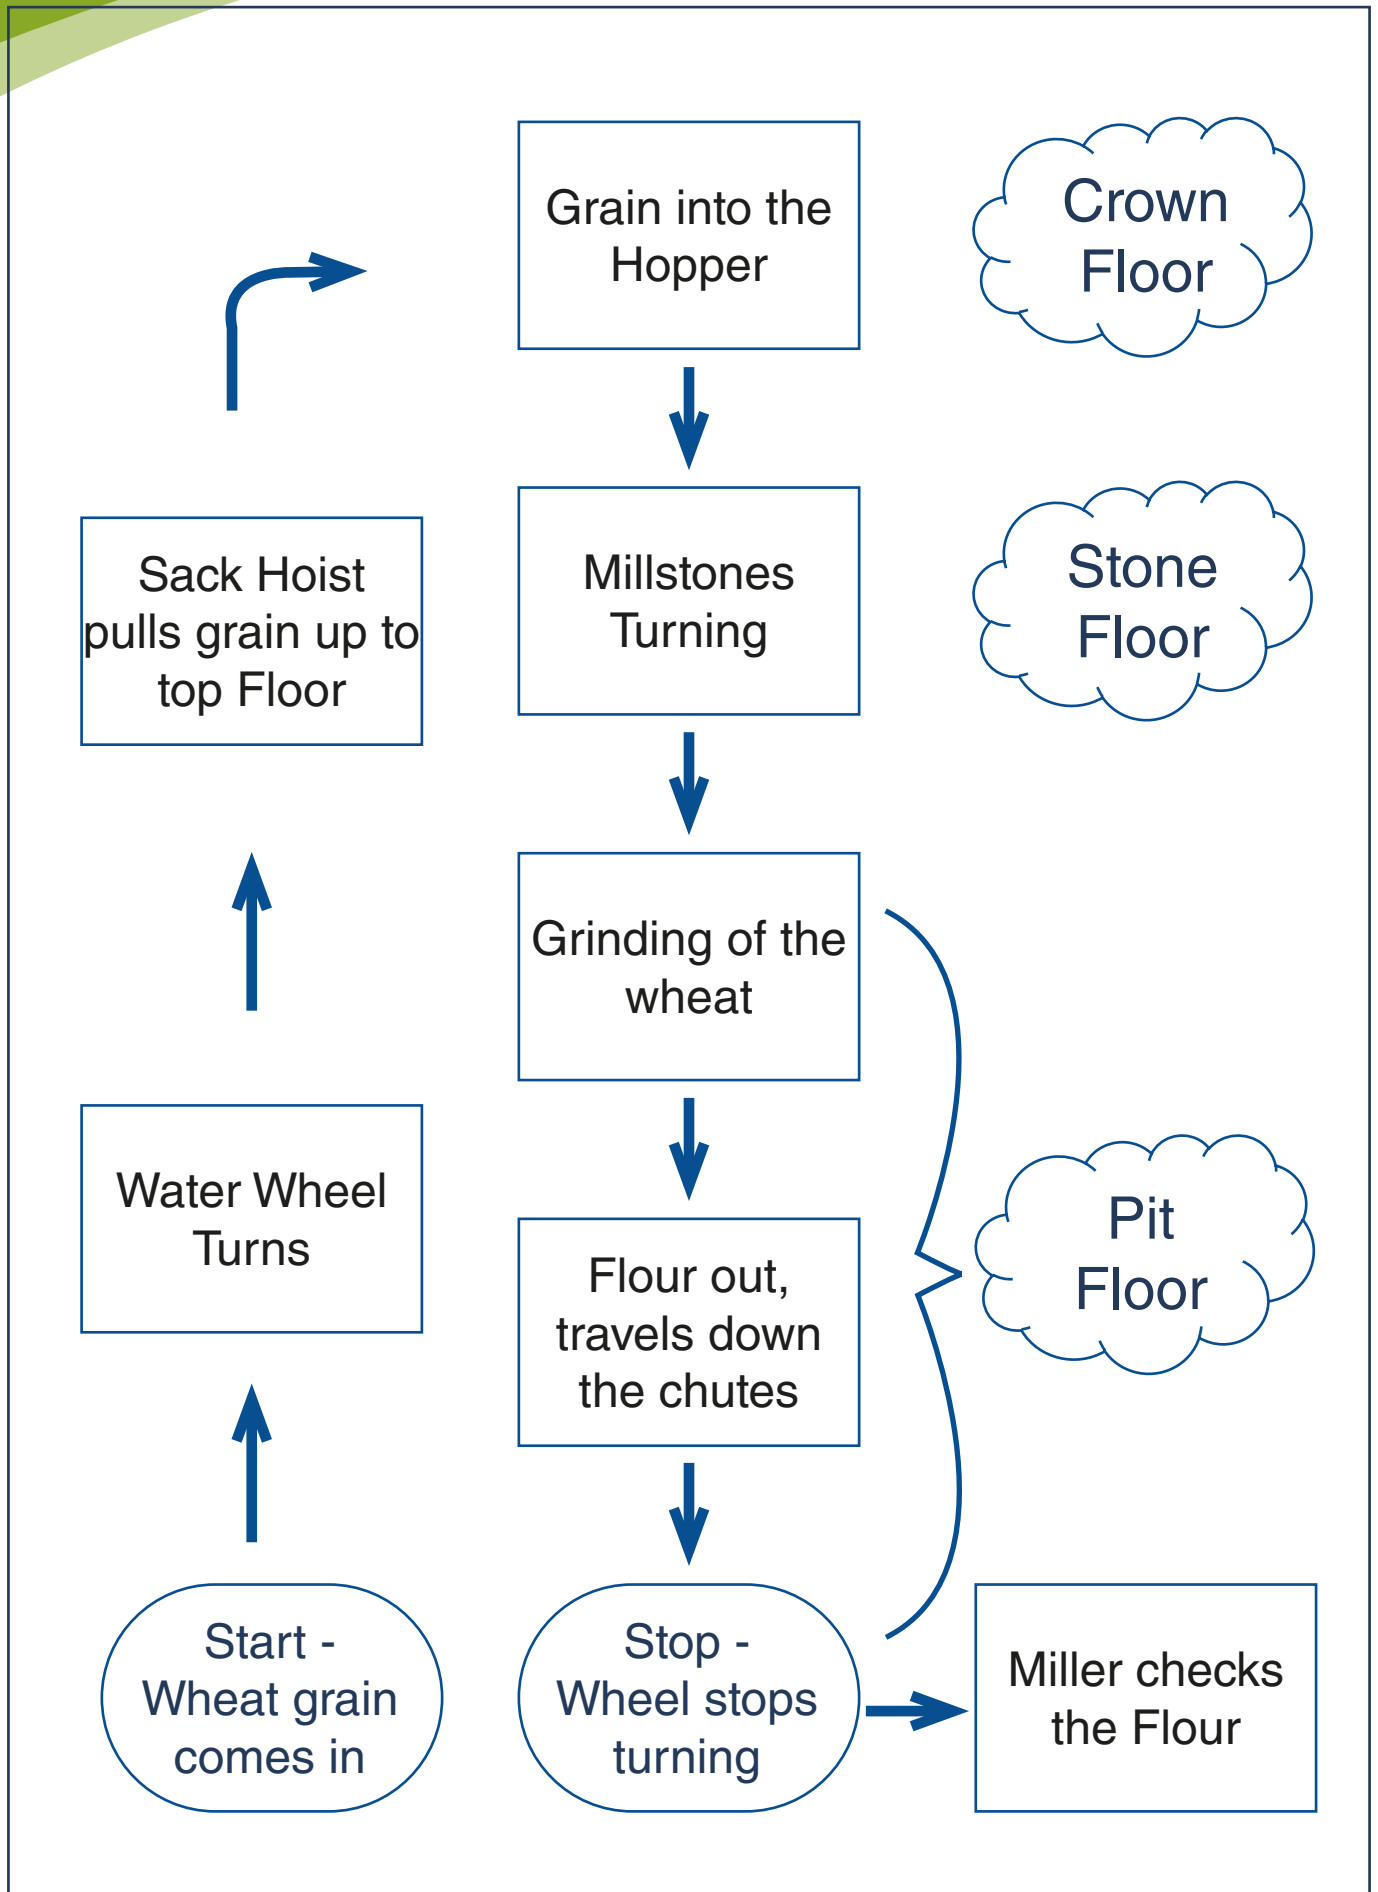 Grain into the
Hopper
Crown
Floor
Sack Hoist
pulls grain up to
top Floor
Millstones
Turning
Stone
Floor
Grinding of the
wheat
Water Wheel
Turns
Flour out,
travels down
the chutes
Pit
Floor
Start -
Wheat grain
comes in
Stop -
Wheel stops
turning
Miller checks
the Flour